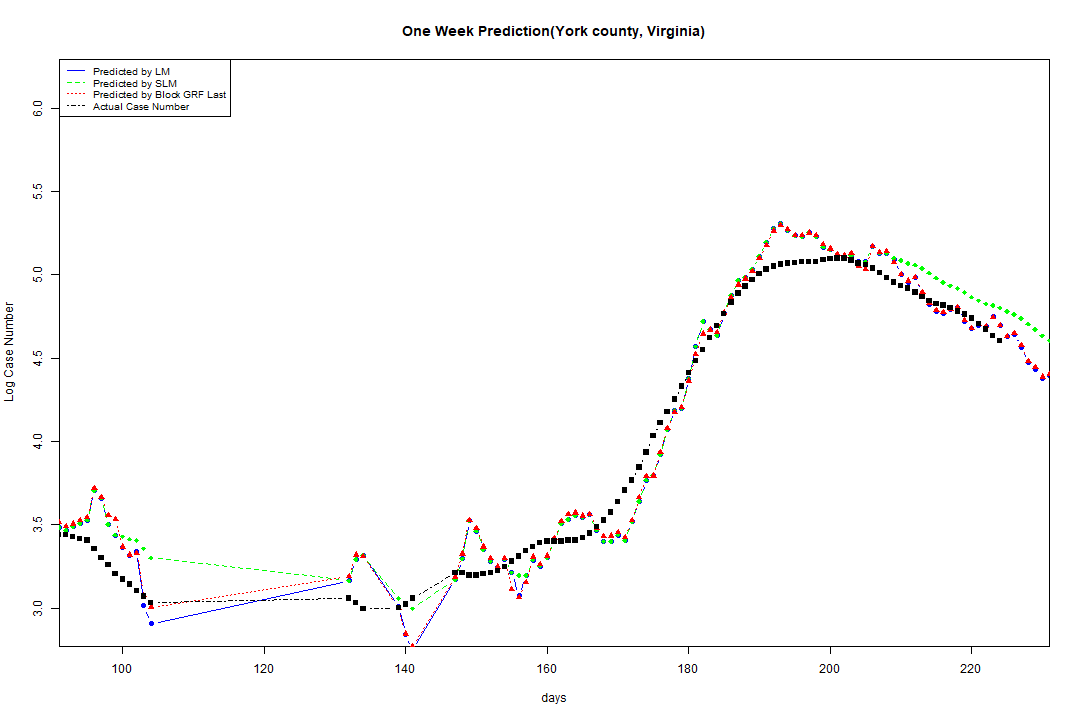 One Week Prediction(York county, Virginia)
Predicted by LM
Predicted by SLM
Predicted by Block GRF Last
Actual Case Number
6.0
5.5
5.0
4.5
4.0
3.5
3.0
Log Case Number
100 120 140 160 180 200 220
days